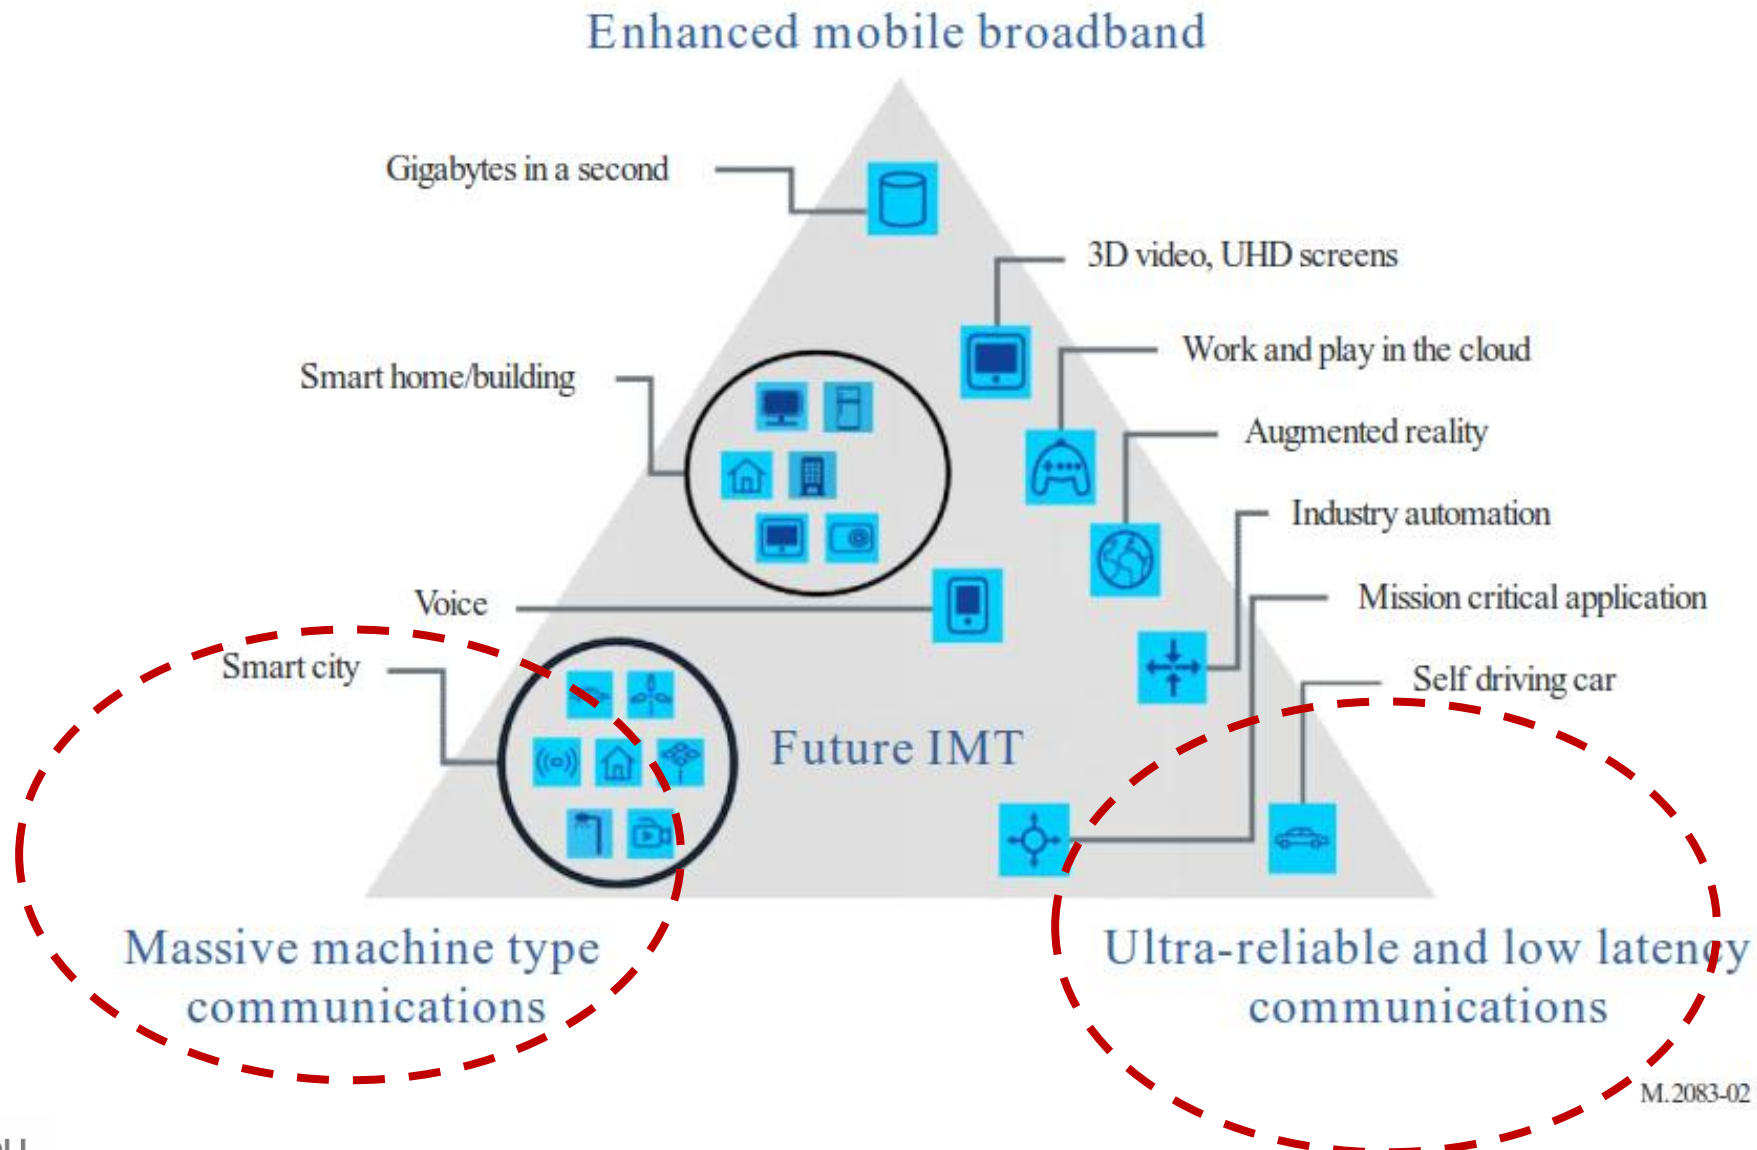 Enhanced mobile broadband
Gigabytes in a second
3D video, UHD screens
Work and play in the cloud
Smart home/building
Augmented reality
Industry automation
Voice
Mission critical application
Smart city
Self driving car
Future IMT
Massive machine type
communications
Ultra-reliable and low latency
communications
M.2083-02